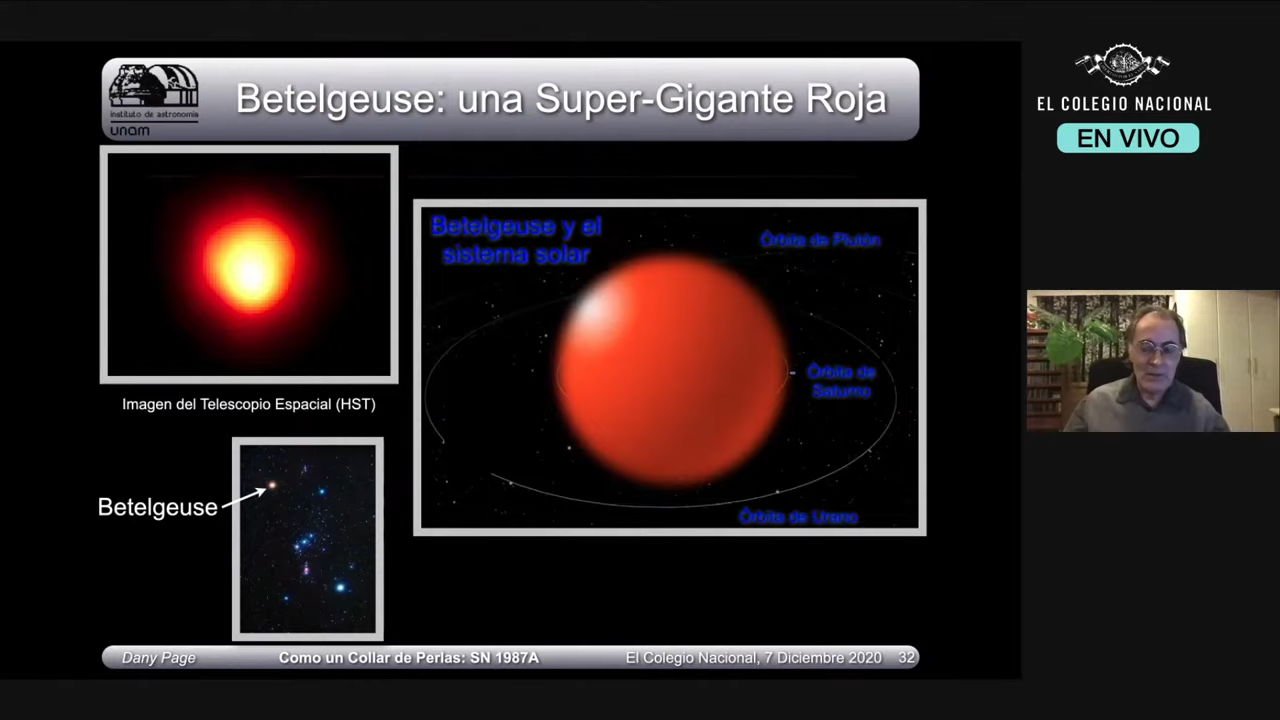 instituto de astronomía
unam
Betelgeuse: una Super-Gigante Roja
EL COLEGIO NACIONAL
EN VIVO
Betelgeuse y el
sistema solar
Órbita de Plutón
Órbita de
Saturno
Órbita de Urano
Imagen del Telescopio Espacial (HST)
Betelgeuse
Dany Page
Como un Collar de Perlas: SN 1987A
El Colegio Nacional, 7 Diciembre 2020
32